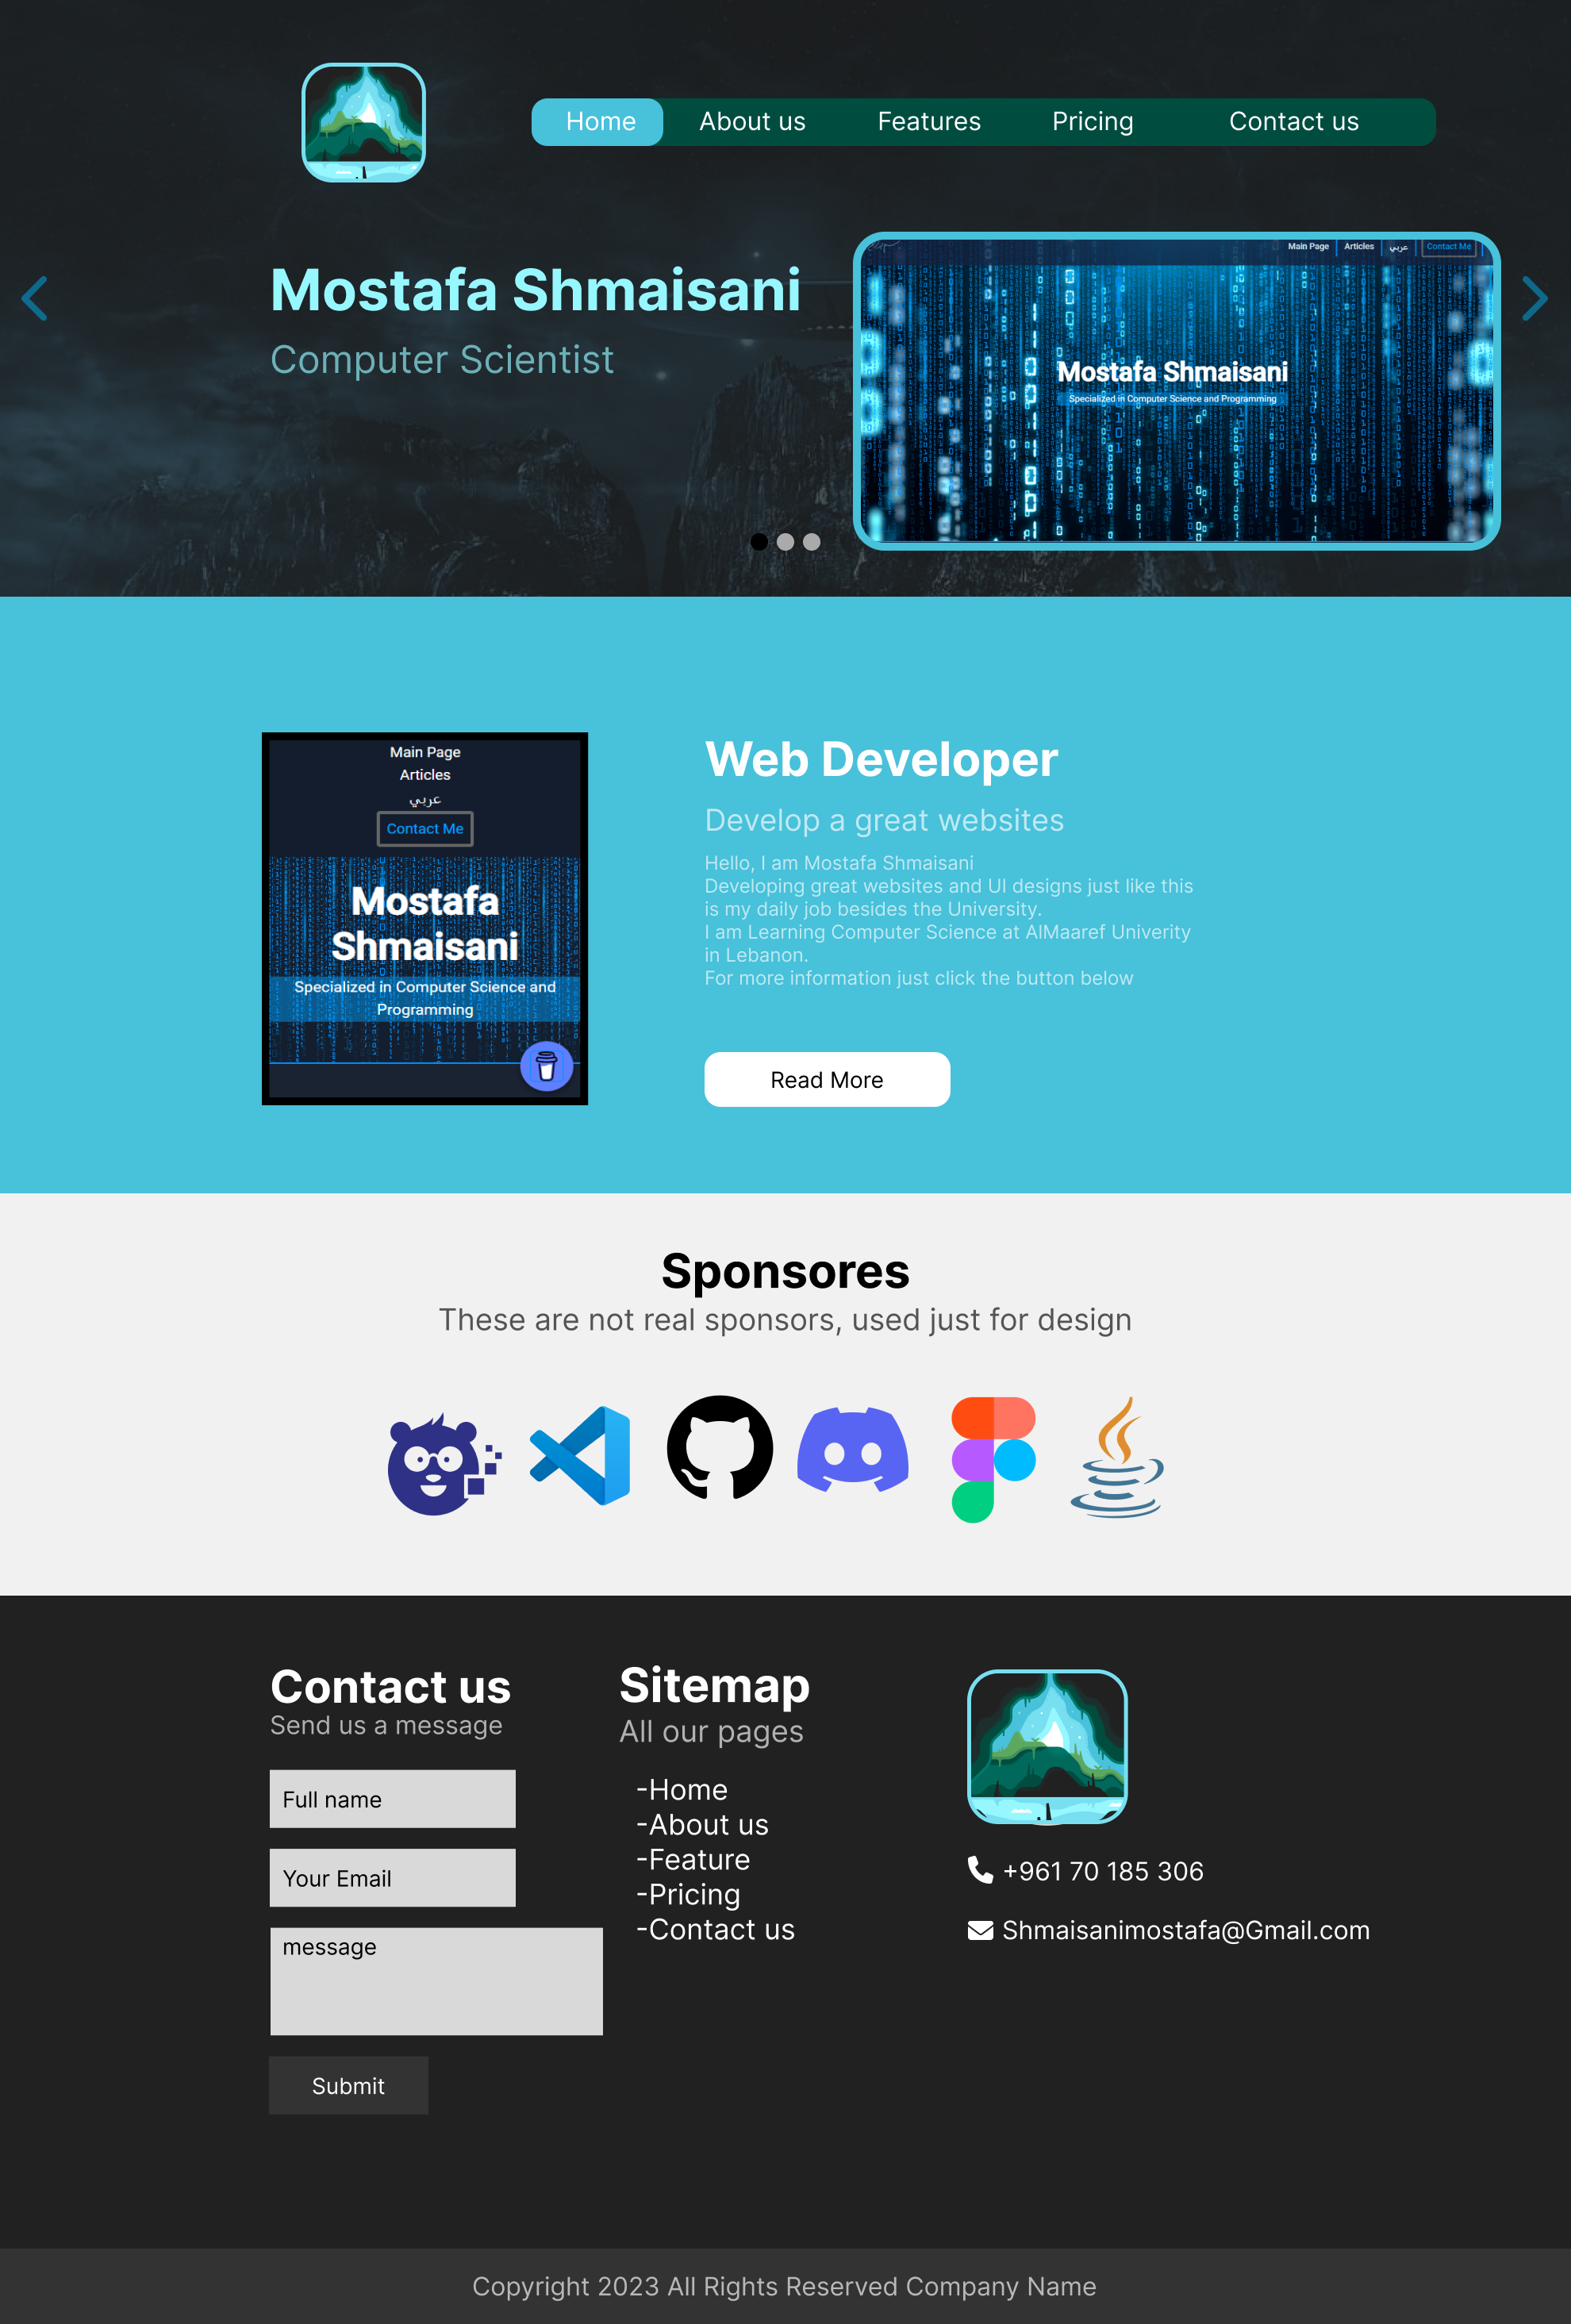 Home
About us
Features
Pricing
Contact us
Mostafa Shmaisani
Computer Scientist
Main Page
Articles
عربي
Contact Me
Mostafa Shmaisani
Specialized in Computer Science and Programming
Main Page
Articles
عربي
Contact Me
Mostafa
Shmaisani
Specialized in Computer Science and
Programming
Web Developer
Develop a great websites
Hello, I am Mostafa Shmaisani
Developing great websites and UI designs just like this
is my daily job besides the University.
I am Learning Computer Science at AlMaaref Univerity
in Lebanon.
For more information just click the button below
Read More
Sponsores
These are not real sponsors, used just for design
Contact us
Send us a message
Full name
Your Email
message
Submit
Sitemap
All our pages
-Home
-About us
-Feature
-Pricing
-Contact us
+961 70 185 306
Shmaisanimostafa@Gmail.com
Copyright 2023 All Rights Reserved Company Name